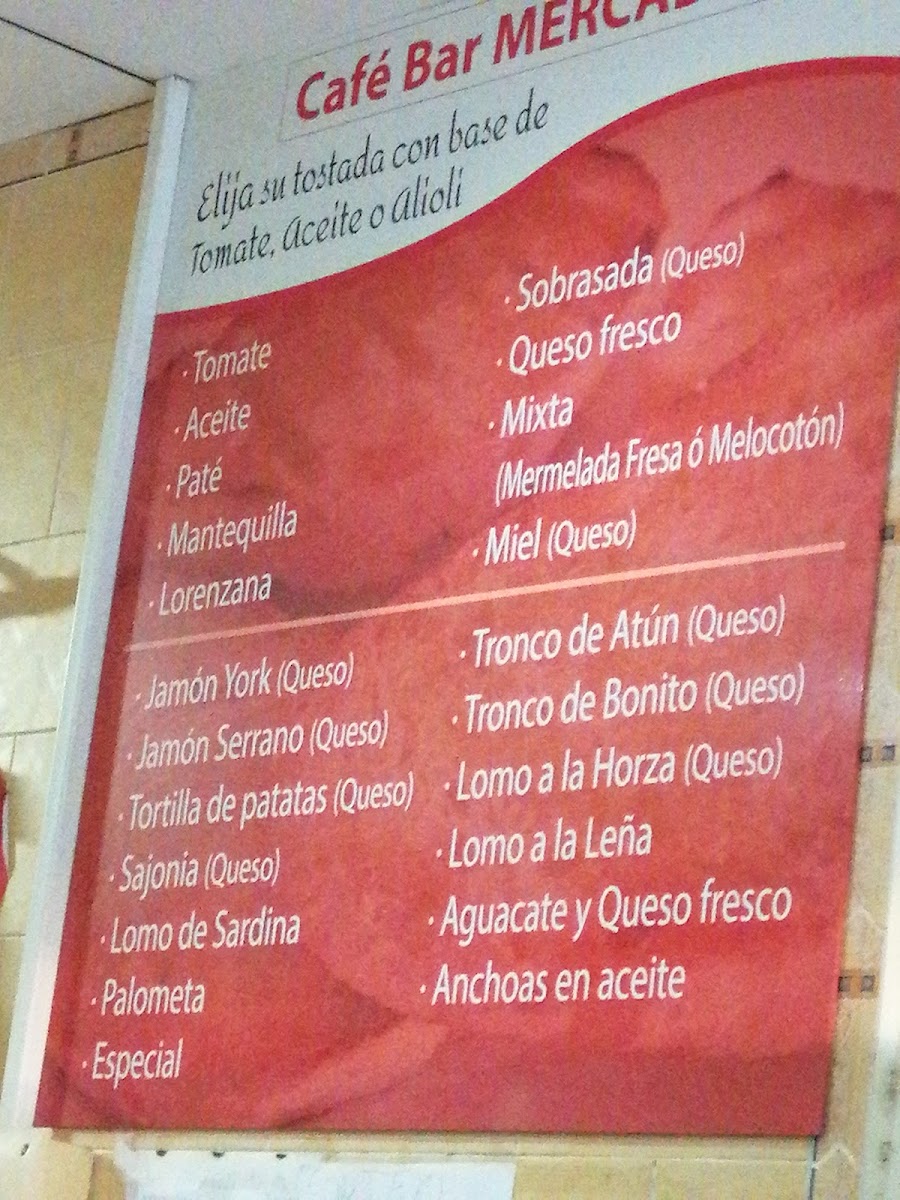 Café Bar
Elija su tostada con base de
Tomate, Aceite o Alioli
· Tomate
· Aceite
· Paté
· Mantequilla
· Lorenzana
· Sobrasada (Queso)
· Queso fresco
· Mixta
(Mermelada Fresa ó Melocotón)
· Miel (Queso)
· Jamón York (Queso)
· Jamón Serrano (Queso)
· Tortilla de patatas (Queso)
· Sajonia (Queso)
· Lomo de Sardina
· Palometa
· Especial
· Tronco de Atún (Queso)
· Tronco de Bonito (Queso)
· Lomo a la Horza (Queso)
· Lomo a la Leña
· Aguacate y Queso fresco
· Anchoas en aceite